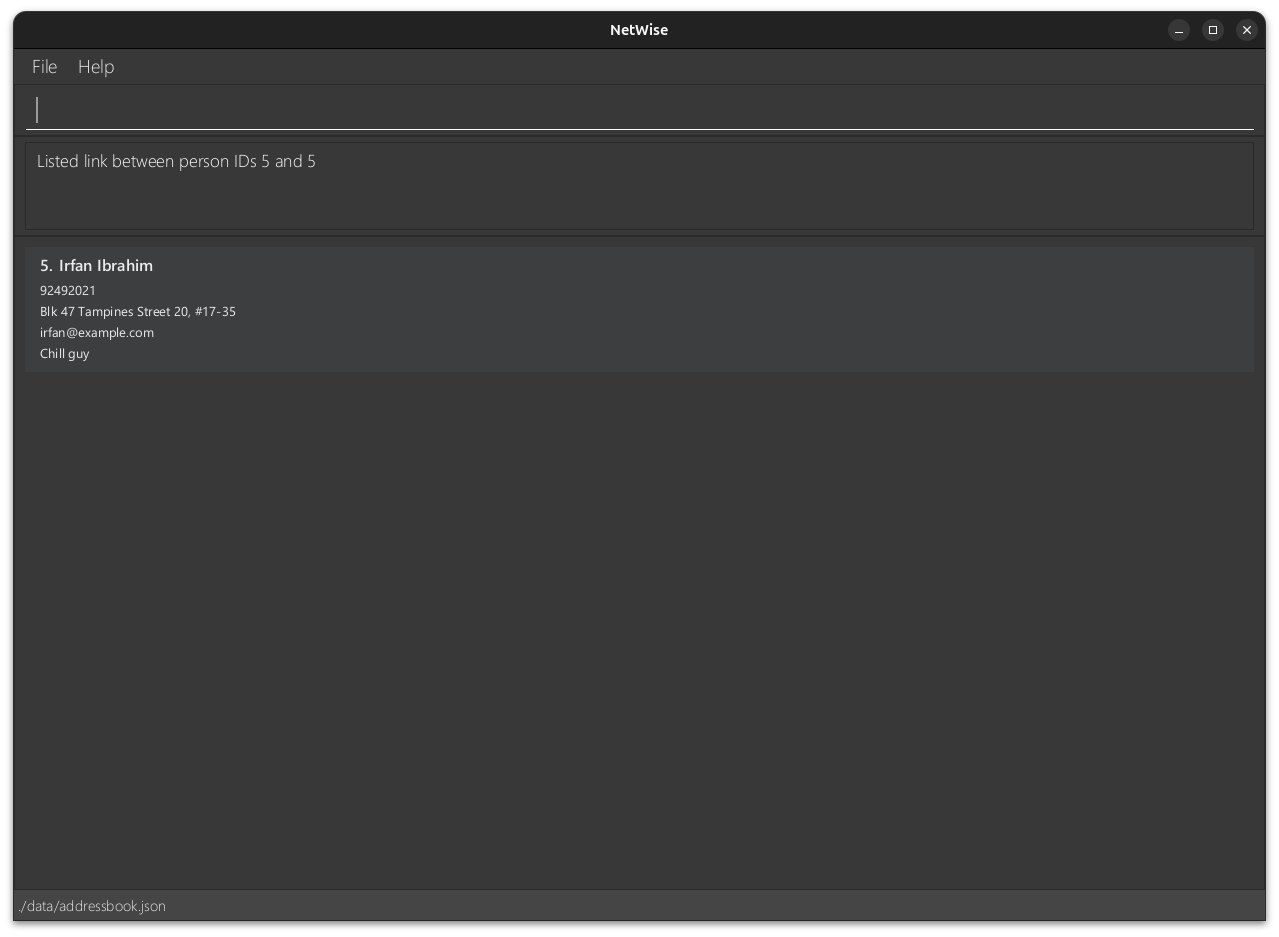 NetWise
File Help
Listed link between person IDs 5 and 5
5. Irfan Ibrahim
92492021
Blk 47 Tampines Street 20, #17-35
irfan@example.com
Chill guy
./data/addressbook.json